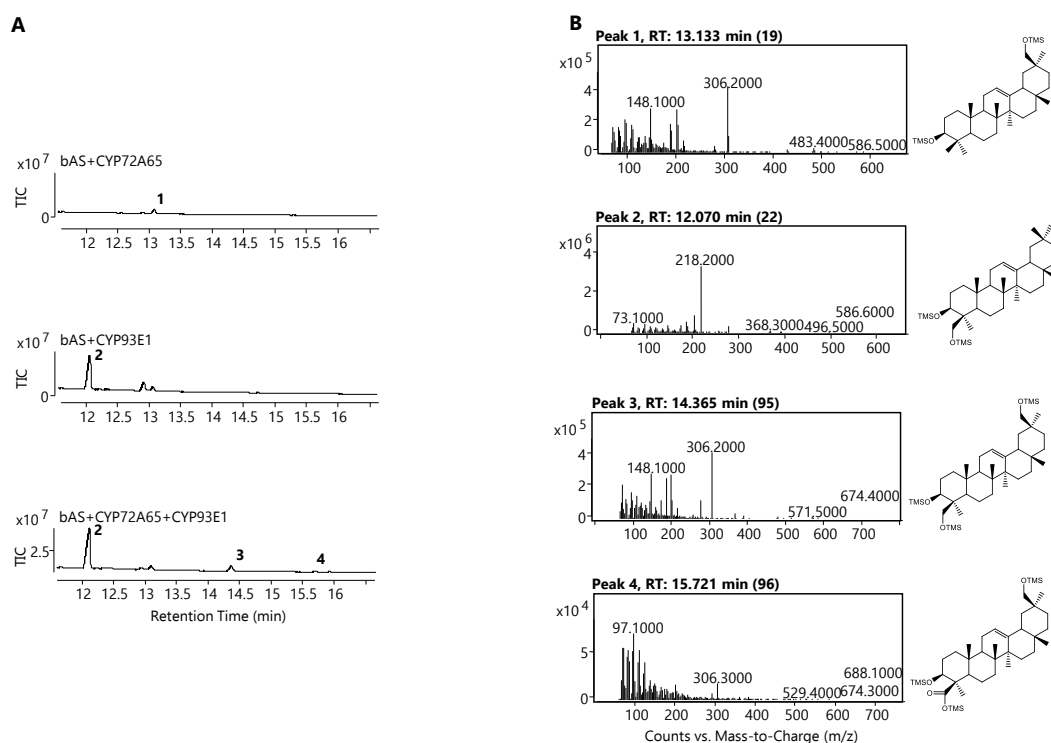 A
bAS+CYP72A65
x10⁷
TIC
0
1
12 12.5 13 13.5 14 14.5 15 15.5 16
bAS+CYP93E1
x10⁷
TIC
0
2
12 12.5 13 13.5 14 14.5 15 15.5 16
bAS+CYP72A65+CYP93E1
x10⁷
TIC
2.5
2
3
4
12 12.5 13 13.5 14 14.5 15 15.5 16
Retention Time (min)
B
Peak 1, RT: 13.133 min (19)
x10⁵
4
2
0
148.1000
306.2000
483.4000
586.5000
100 200 300 400 500 600
OTMS
TMSO
Peak 2, RT: 12.070 min (22)
x10⁶
4
2
0
73.1000
218.2000
368.3000
496.5000
586.6000
100 200 300 400 500 600
TMSO
OTMS
Peak 3, RT: 14.365 min (95)
x10⁵
4
2
0
148.1000
306.2000
571.5000
674.4000
100 200 300 400 500 600 700
OTMS
TMSO
OTMS
Peak 4, RT: 15.721 min (96)
x10⁴
5
0
97.1000
306.3000
529.4000
688.1000
674.3000
100 200 300 400 500 600 700
Counts vs. Mass-to-Charge (m/z)
OTMS
TMSO
O
OTMS